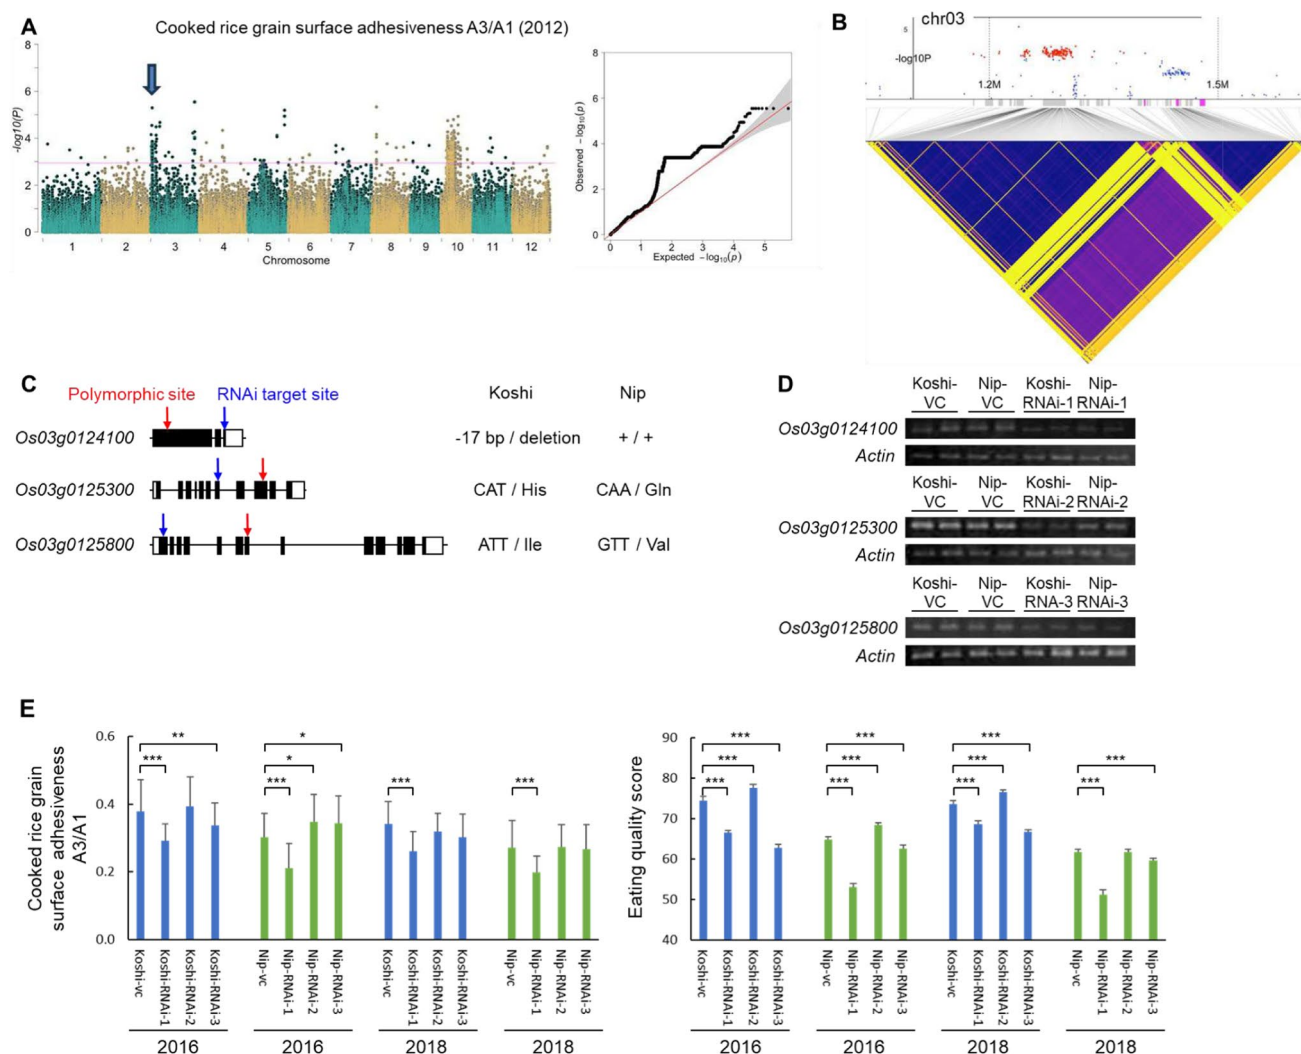 A
Cooked rice grain surface adhesiveness A3/A1 (2012)
-log10(P)
8
6
4
2
0
1 2 3 4 5 6 7 8 9 10 11 12
Chromosome
Observed −log10(p)
8
6
4
2
0
0 1 2 3 4 5
Expected −log10(p)
B
chr03
5
-log10P
1.2M
1.5M
C
Polymorphic site
RNAi target site
Koshi
Nip
Os03g0124100
-17 bp / deletion
+ / +
Os03g0125300
CAT / His
CAA / Gln
Os03g0125800
ATT / Ile
GTT / Val
D
Koshi- Nip- Koshi- Nip-
VC VC RNAi-1 RNAi-1
Os03g0124100
Actin
Koshi- Nip- Koshi- Nip-
VC VC RNAi-2 RNAi-2
Os03g0125300
Actin
Koshi- Nip- Koshi- Nip-
VC VC RNA-3 RNAi-3
Os03g0125800
Actin
E
Cooked rice grain
surface adhesiveness
A3/A1
0.6
0.4
0.2
0.0
** * 
*** * *** ***
***
Koshi-vc
Koshi-RNAi-1
Koshi-RNAi-2
Koshi-RNAi-3
Nip-vc
Nip-RNAi-1
Nip-RNAi-2
Nip-RNAi-3
Koshi-vc
Koshi-RNAi-1
Koshi-RNAi-2
Koshi-RNAi-3
Nip-vc
Nip-RNAi-1
Nip-RNAi-2
Nip-RNAi-3
2016 2016 2018 2018
Eating quality score
90
80
70
60
50
40
*** *** *** ***
*** *** ***
*** *** *** ***
Koshi-vc
Koshi-RNAi-1
Koshi-RNAi-2
Koshi-RNAi-3
Nip-vc
Nip-RNAi-1
Nip-RNAi-2
Nip-RNAi-3
Koshi-vc
Koshi-RNAi-1
Koshi-RNAi-2
Koshi-RNAi-3
Nip-vc
Nip-RNAi-1
Nip-RNAi-2
Nip-RNAi-3
2016 2016 2018 2018